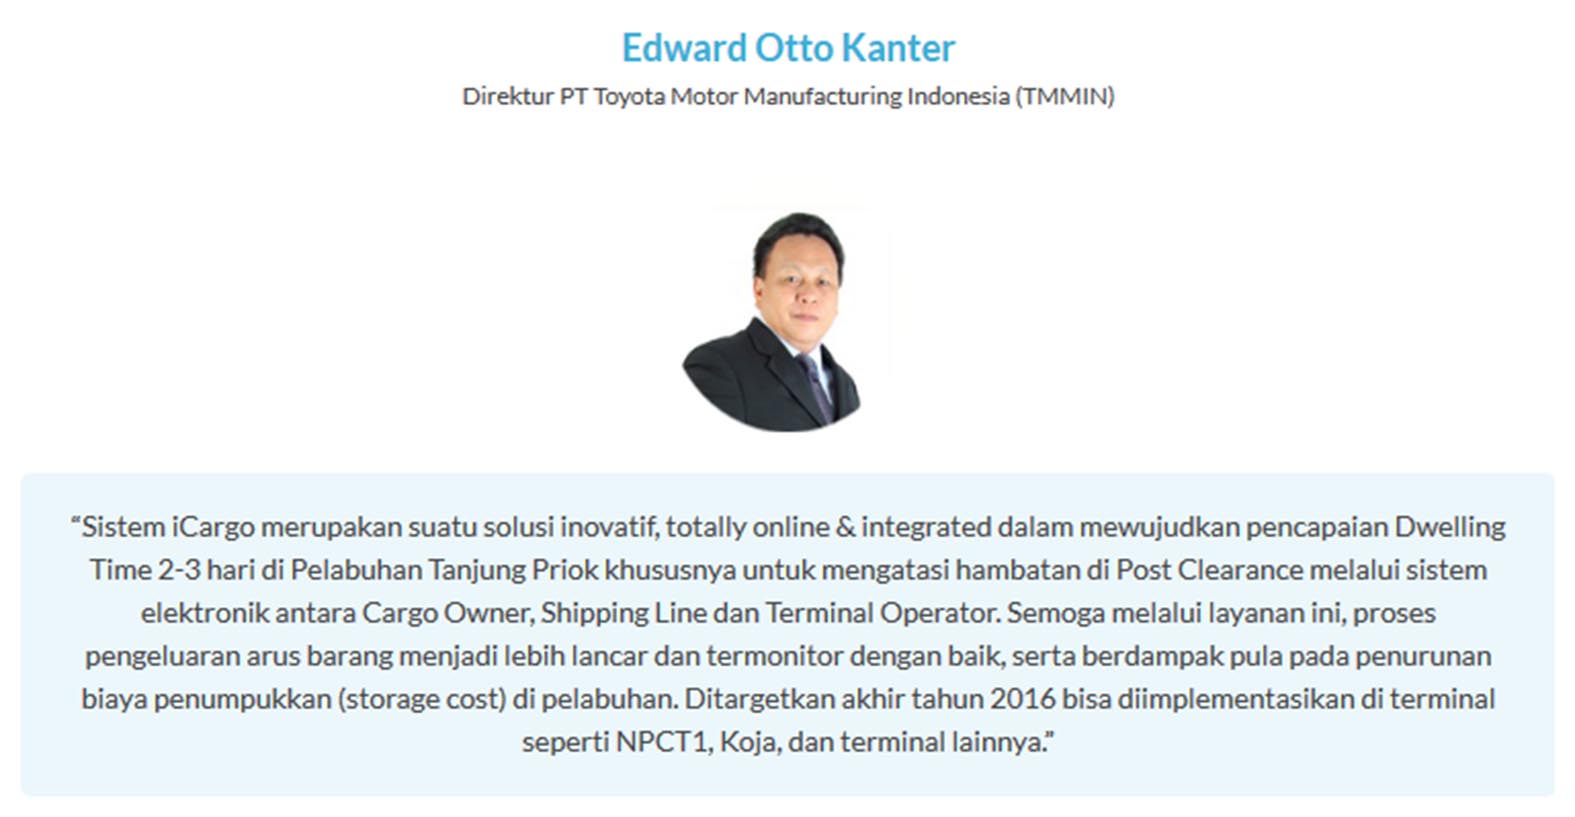 Edward Otto Kanter
Direktur PT Toyota Motor Manufacturing Indonesia (TMMIN)
“Sistem iCargo merupakan suatu solusi inovatif, totally online & integrated dalam mewujudkan pencapaian Dwelling
Time 2-3 hari di Pelabuhan Tanjung Priok khususnya untuk mengatasi hambatan di Post Clearance melalui sistem
elektronik antara Cargo Owner, Shipping Line dan Terminal Operator. Semoga melalui layanan ini, proses
pengeluaran arus barang menjadi lebih lancar dan termonitor dengan baik, serta berdampak pula pada penurunan
biaya penumpukkan (storage cost) di pelabuhan. Ditargetkan akhir tahun 2016 bisa diimplementasikan di terminal
seperti NPCT1, Koja, dan terminal lainnya.”